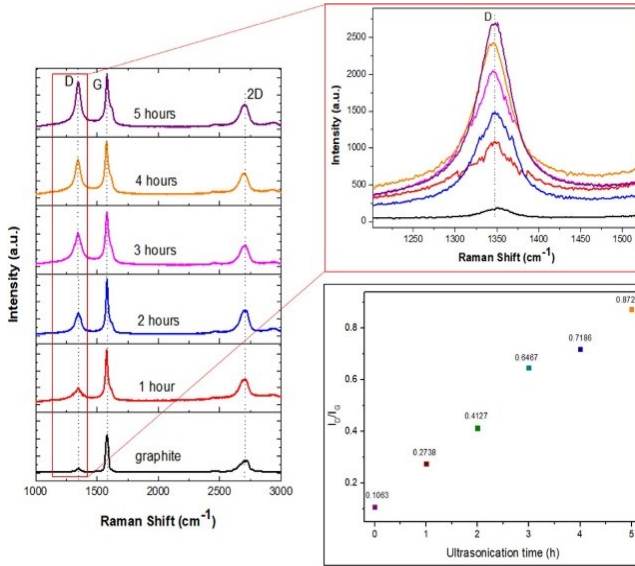 D
G
2D
5 hours
4 hours
3 hours
2 hours
1 hour
graphite
1000 1500 2000 2500 3000
Raman Shift (cm⁻¹)
Intensity (a.u.)
D
2500
2000
1500
1000
500
0
1250 1300 1350 1400 1450 1500
Raman Shift (cm⁻¹)
Intensity (a.u.)
0.8
0.6
0.4
0.2
I_D/I_G
0.1063
0.2738
0.4127
0.6467
0.7186
0.872
0 1 2 3 4 5
Ultrasonication time (h)